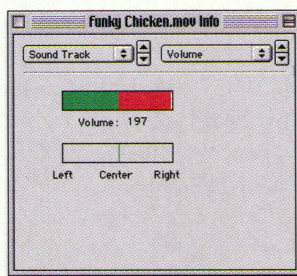 Funky Chicken.mov Info
Sound Track Volume
Volume: 197
Left Center Right